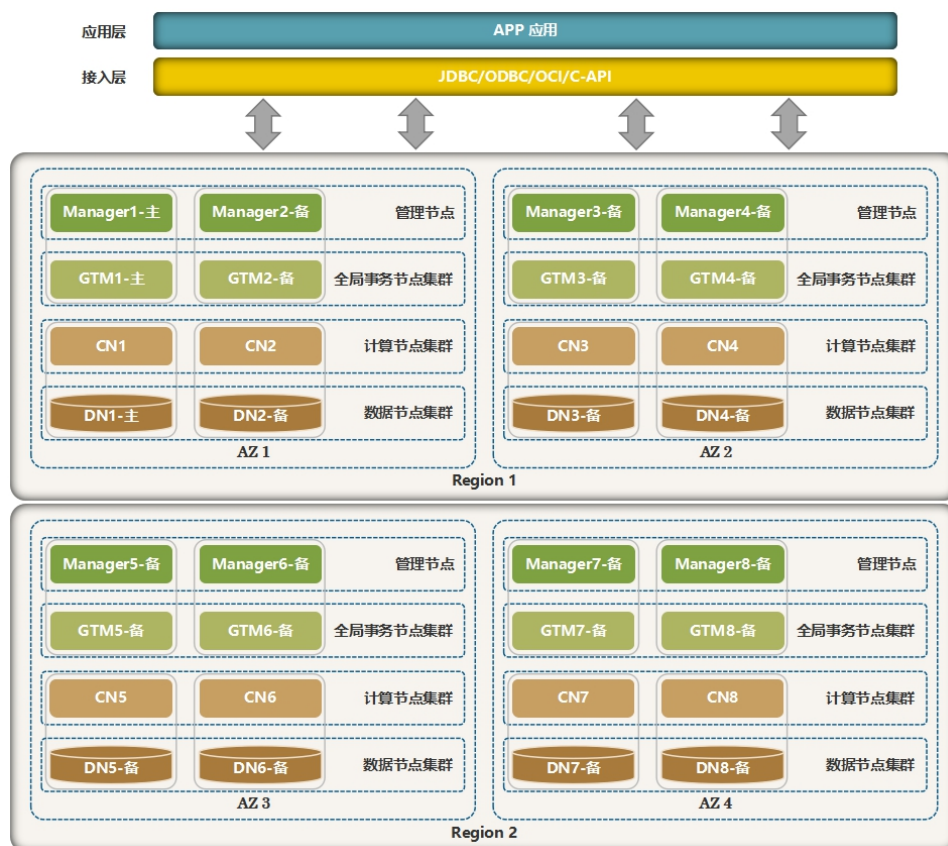 应用层
APP 应用
接入层
JDBC/ODBC/OCI/C-API
Manager1-主 Manager2-备 管理节点
GTM1-主 GTM2-备 全局事务节点集群
CN1 CN2 计算节点集群
DN1-主 DN2-备 数据节点集群
AZ 1
Manager3-备 Manager4-备 管理节点
GTM3-备 GTM4-备 全局事务节点集群
CN3 CN4 计算节点集群
DN3-备 DN4-备 数据节点集群
AZ 2
Region 1
Manager5-备 Manager6-备 管理节点
GTM5-备 GTM6-备 全局事务节点集群
CN5 CN6 计算节点集群
DN5-备 DN6-备 数据节点集群
AZ 3
Manager7-备 Manager8-备 管理节点
GTM7-备 GTM8-备 全局事务节点集群
CN7 CN8 计算节点集群
DN7-备 DN8-备 数据节点集群
AZ 4
Region 2